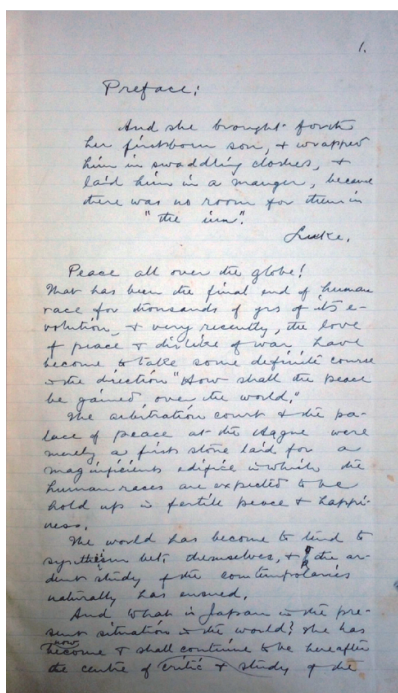 1.
Preface:
And she brought forth
her firstborn son, & wrapped
him in swaddling clothes, &
laid him in a manger, because
there was no room for them in
"the inn".
Luke.
Peace all over the globe!
That has been the final end of human
race for thousands of yrs of its e-
volution, & very recently, the love
of peace & dislike of war have
become to take some definite course
in the direction "How shall the peace
be gained over the world."
The arbitration court & the pa-
lace of peace at the Hague were
merely a first stone laid for a
magnificients edifice in which the
human races are expected to be
hold up in fertile peace & happi-
ness.
The world has become to tend to
bet. themselves, & the ar-
dent study of the contemporaries
naturally has ensued.
And what is Japan in the pre-
sent situation in the world? She has
become now & shall continue to be hereafter
the centre of critic & study of the